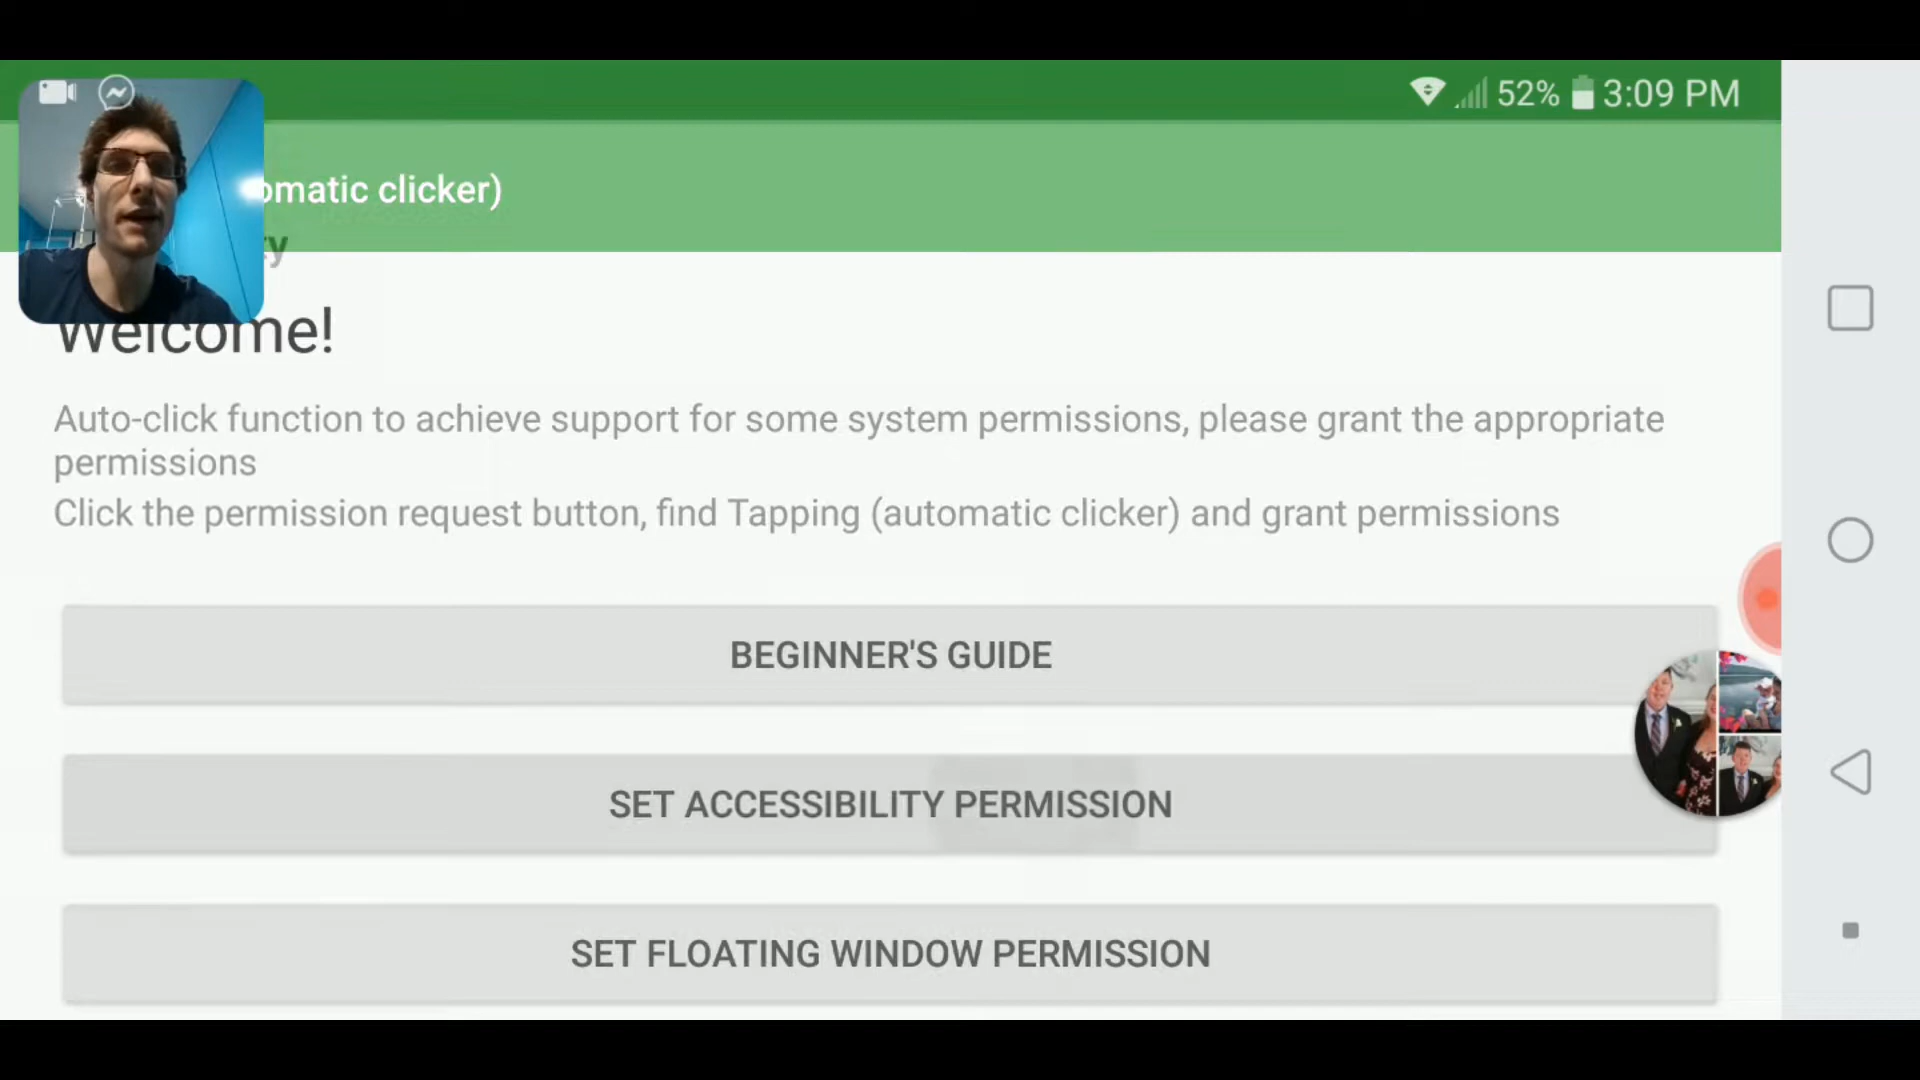 52% 3:09 PM
omatic clicker)
Welcome!
Auto-click function to achieve support for some system permissions, please grant the appropriate
permissions
Click the permission request button, find Tapping (automatic clicker) and grant permissions
BEGINNER'S GUIDE
SET ACCESSIBILITY PERMISSION
SET FLOATING WINDOW PERMISSION